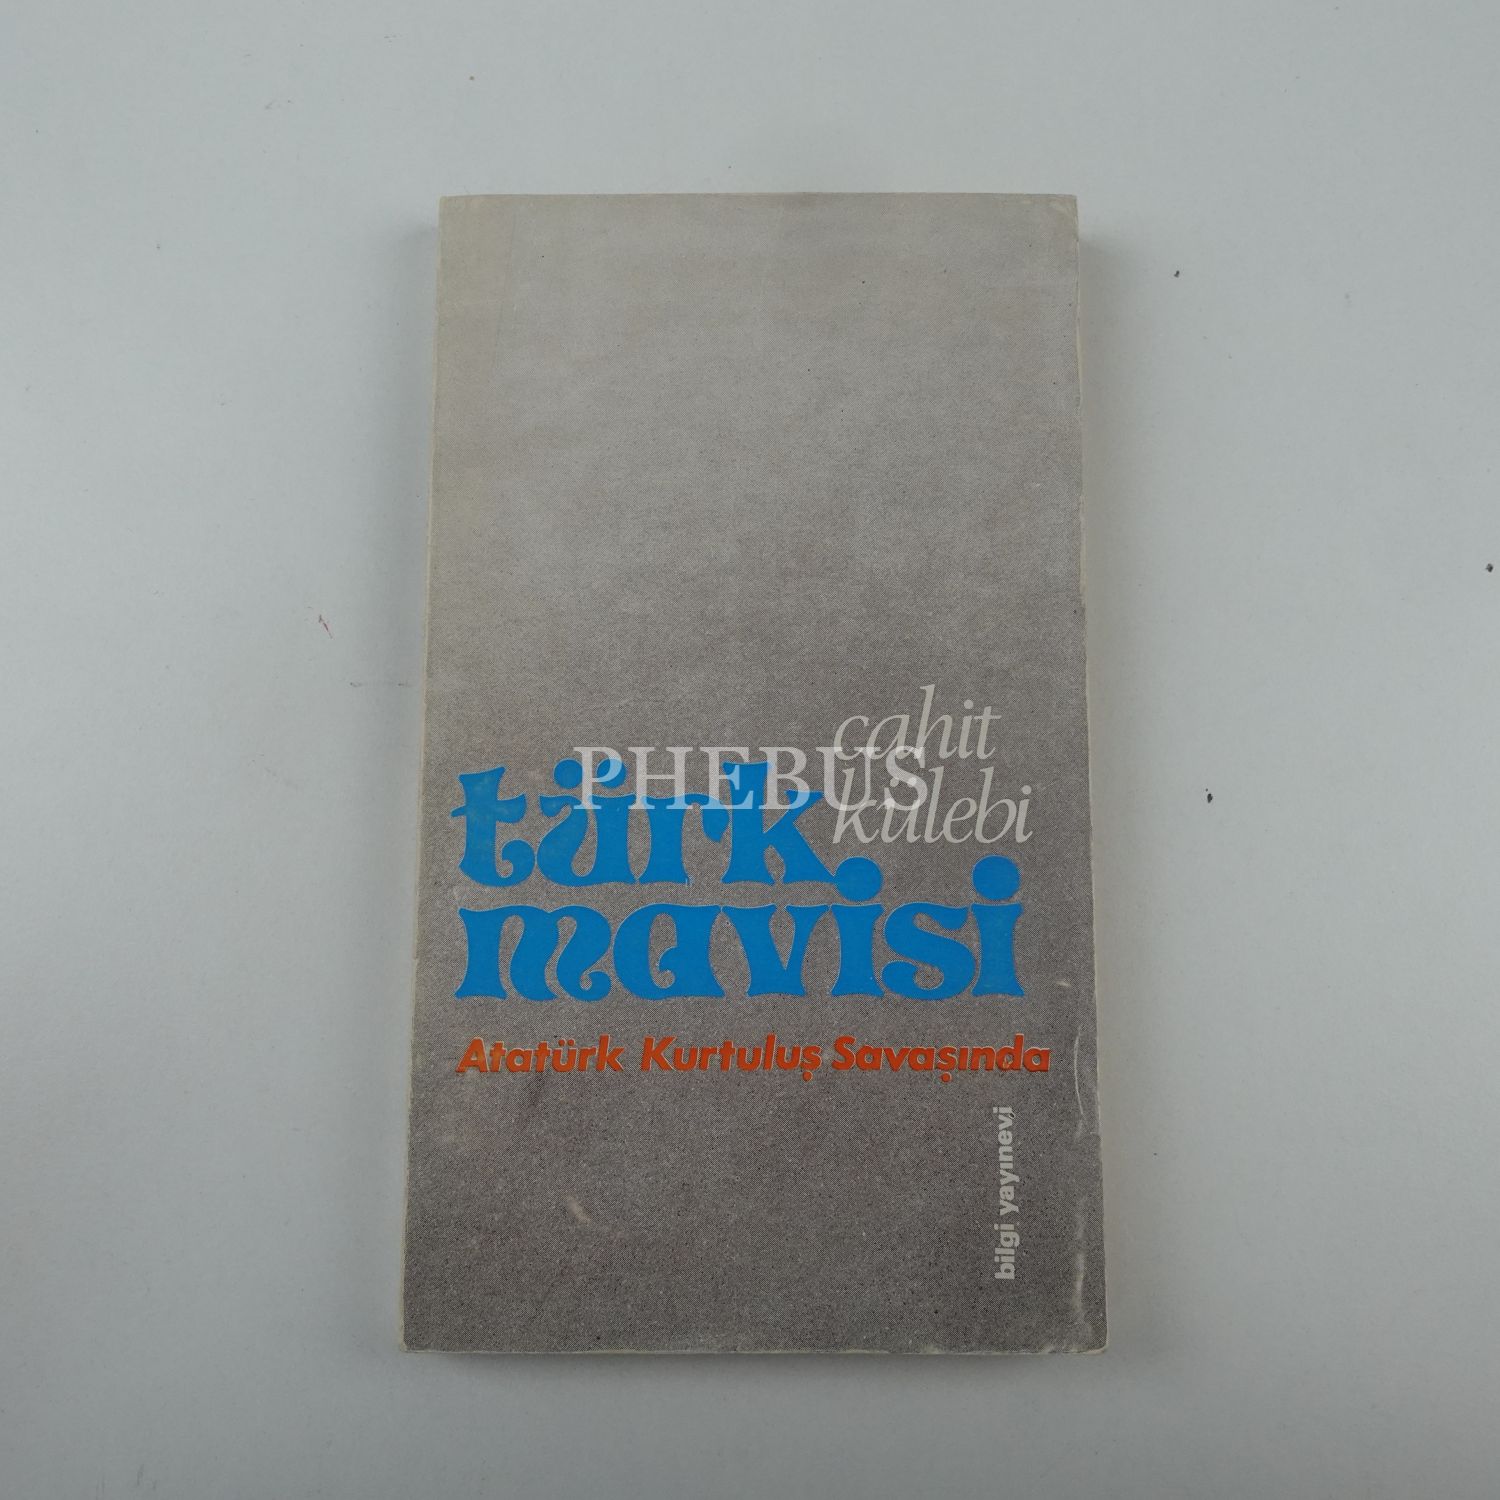 cahit
külebi
PHEBUS
türk
mavisi
Atatürk Kurtuluş Savaşında
bilgi yayınevi